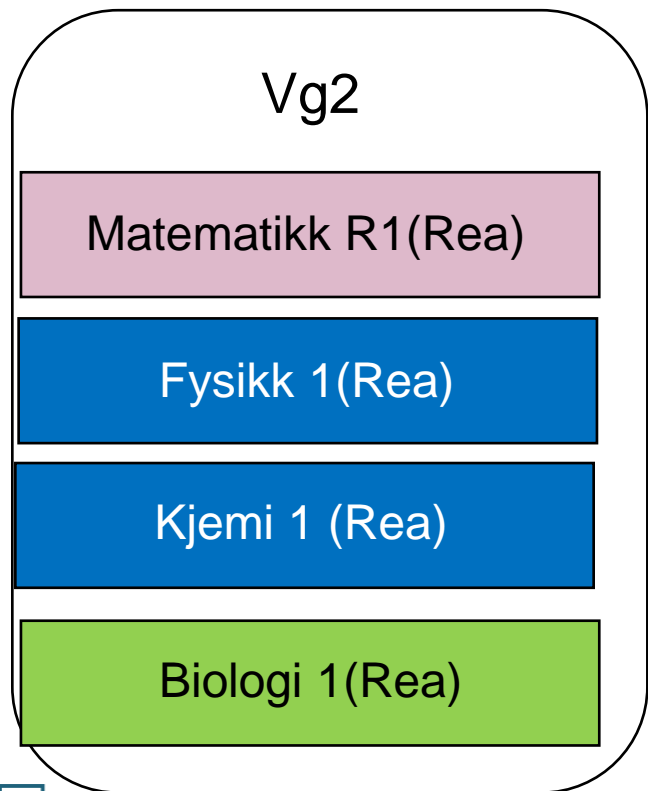 Vg2
Matematikk R1(Rea)
Fysikk 1(Rea)
Kjemi 1 (Rea)
Biologi 1(Rea)